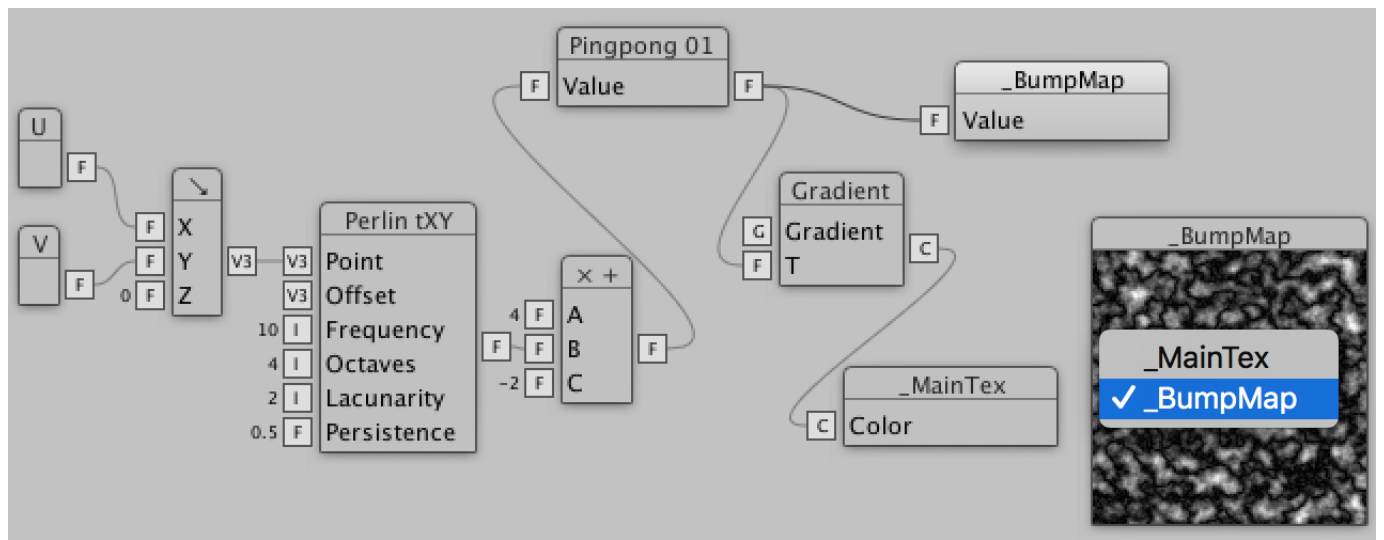 U
F
V
F
↘
F X
F Y
0 F Z
V3
Perlin tXY
V3 Point
V3 Offset
10 I Frequency
4 I Octaves
2 I Lacunarity
0.5 F Persistence
F
× +
4 F A
F B
-2 F C
F
Pingpong 01
F Value F
_BumpMap
F Value
Gradient
G Gradient
F T
C
_MainTex
C Color
_BumpMap
_MainTex
✓ _BumpMap